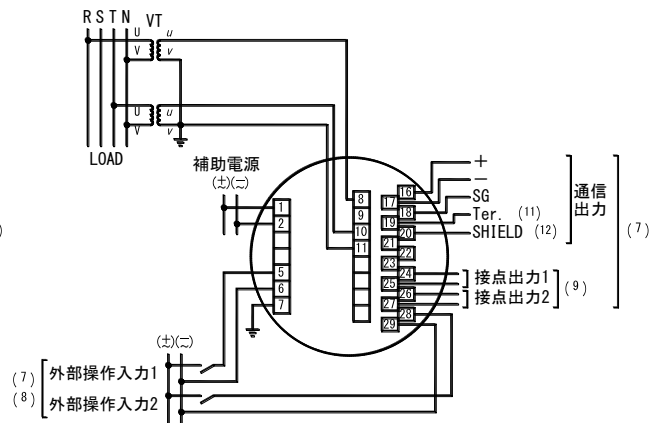 R S T N VT
U u
V v
U u
V v
LOAD
補助電源
(±)(=)
1
2
5
6
7
8
9
10
11
16
17
18
19
20
21
22
23
24
25
26
27
28
29
+
−
SG
Ter. (11)
SHIELD (12)
通信
出力
(7)
接点出力1
接点出力2
(9)
(±)(=)
(7)
(8)
外部操作入力1
外部操作入力2
)